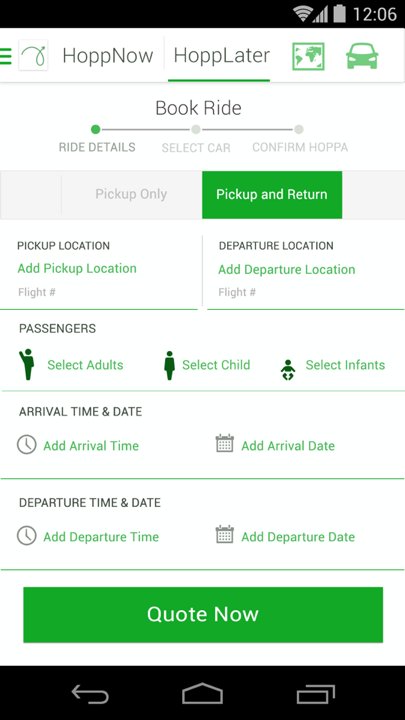 12:06
HoppNow HoppLater
Book Ride
RIDE DETAILS SELECT CAR CONFIRM HOPPA
Pickup Only Pickup and Return
PICKUP LOCATION DEPARTURE LOCATION
Add Pickup Location Add Departure Location
Flight # Flight #
PASSENGERS
Select Adults Select Child Select Infants
ARRIVAL TIME & DATE
Add Arrival Time Add Arrival Date
DEPARTURE TIME & DATE
Add Departure Time Add Departure Date
Quote Now